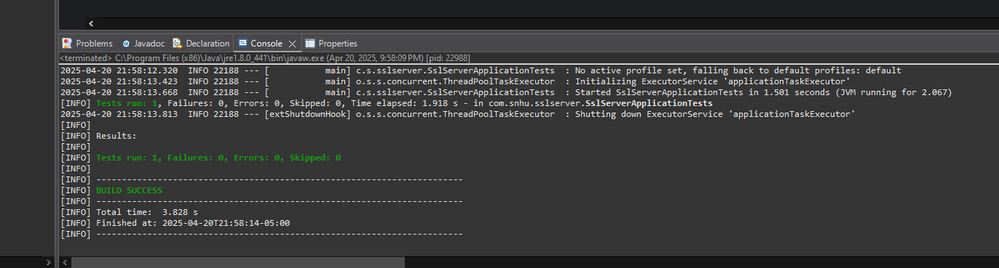 Problems Javadoc Declaration Console Properties
<terminated> C:\Program Files (x86)\Java\jre1.8.0_441\bin\javaw.exe (Apr 20, 2025, 9:58:09 PM) [pid: 22988]
2025-04-20 21:58:12.320  INFO 22188 --- [           main] c.s.sslserver.SslServerApplicationTests  : No active profile set, falling back to default profiles: default
2025-04-20 21:58:13.423  INFO 22188 --- [           main] o.s.s.concurrent.ThreadPoolTaskExecutor  : Initializing ExecutorService 'applicationTaskExecutor'
2025-04-20 21:58:13.668  INFO 22188 --- [           main] c.s.sslserver.SslServerApplicationTests  : Started SslServerApplicationTests in 1.501 seconds (JVM running for 2.067)
[INFO] Tests run: 1, Failures: 0, Errors: 0, Skipped: 0, Time elapsed: 1.918 s - in com.snhu.sslserver.SslServerApplicationTests
2025-04-20 21:58:13.813  INFO 22188 --- [extShutdownHook] o.s.s.concurrent.ThreadPoolTaskExecutor  : Shutting down ExecutorService 'applicationTaskExecutor'
[INFO]
[INFO] Results:
[INFO]
[INFO] Tests run: 1, Failures: 0, Errors: 0, Skipped: 0
[INFO]
[INFO] ------------------------------------------------------------------------
[INFO] BUILD SUCCESS
[INFO] ------------------------------------------------------------------------
[INFO] Total time:  3.828 s
[INFO] Finished at: 2025-04-20T21:58:14-05:00
[INFO] ------------------------------------------------------------------------